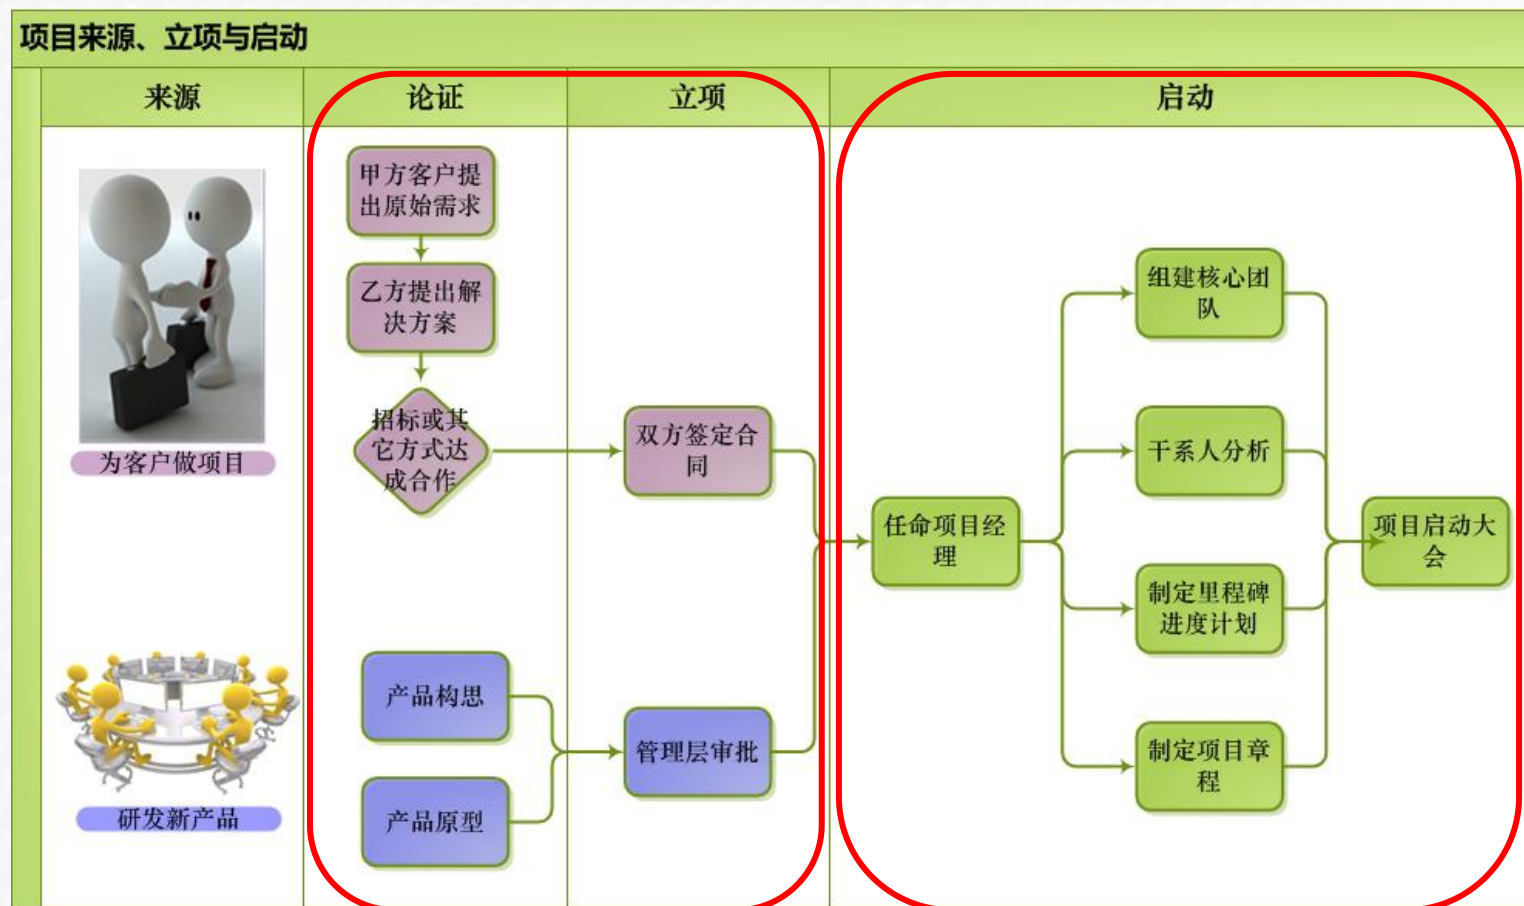 项目来源、立项与启动
来源
论证
立项
启动
甲方客户提
出原始需求
乙方提出解
决方案
招标或其
它方式达
成合作
双方签定合
同
为客户做项目
任命项目经
理
组建核心团
队
干系人分析
制定里程碑
进度计划
制定项目章
程
项目启动大
会
产品构思
产品原型
管理层审批
研发新产品